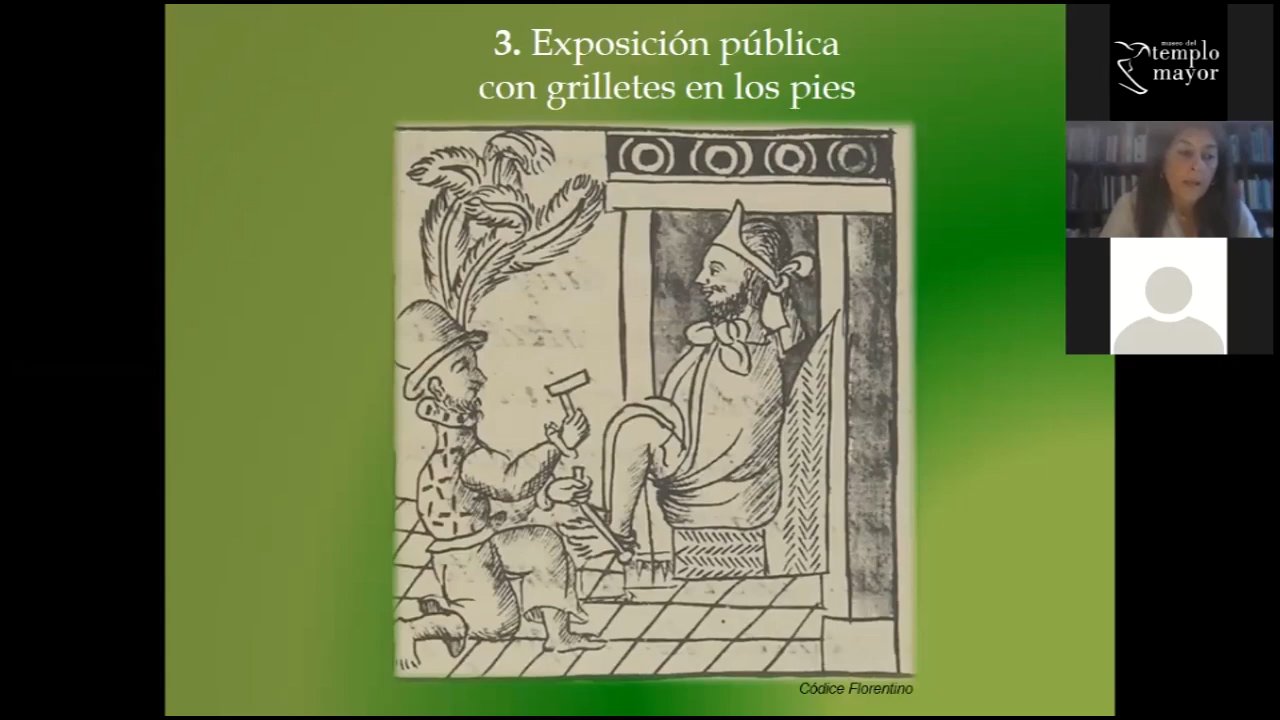 3. Exposición pública
con grilletes en los pies
museo del
templo
mayor
Códice Florentino